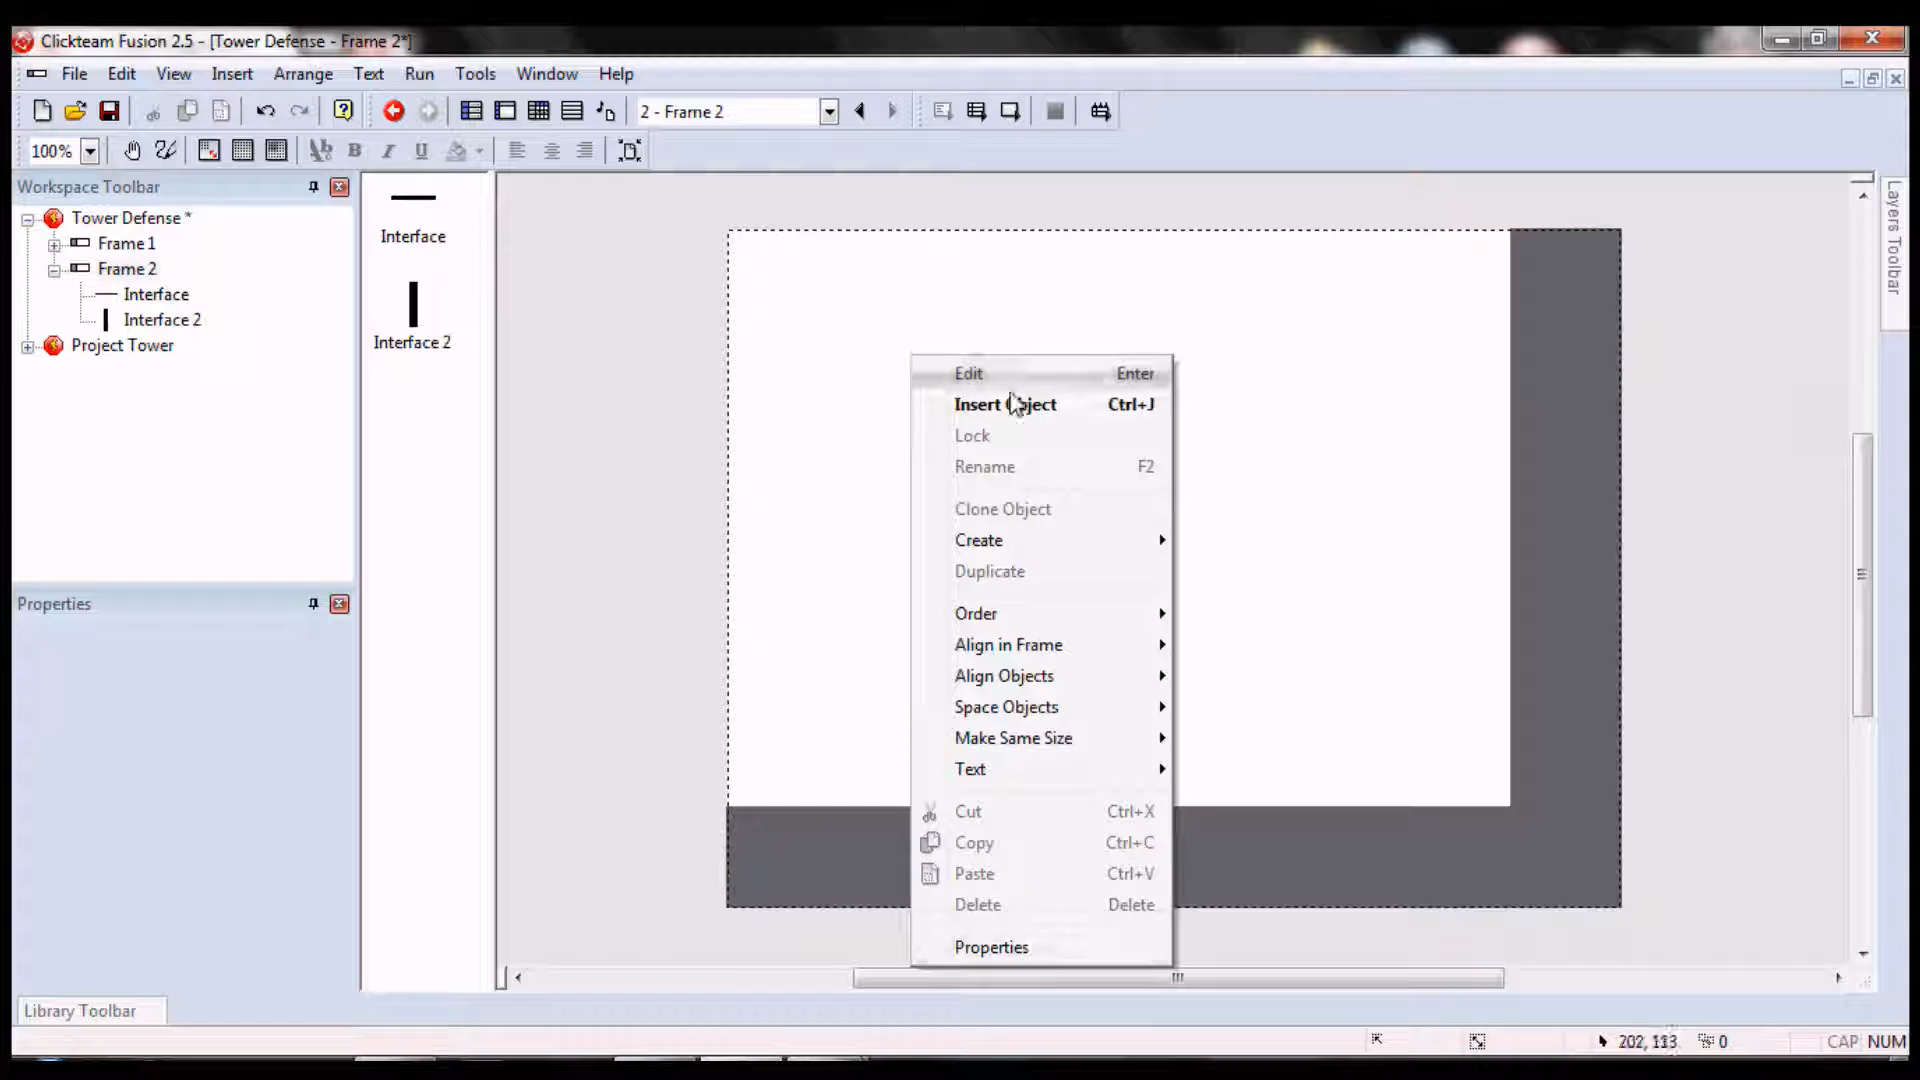 Clickteam Fusion 2.5 - [Tower Defense - Frame 2*]
File Edit View Insert Arrange Text Run Tools Window Help
2 - Frame 2
100%
Workspace Toolbar
Tower Defense *
Frame 1
Frame 2
Interface
Interface 2
Project Tower
Properties
Library Toolbar
Interface
Interface 2
Edit Enter
Insert Object Ctrl+J
Lock
Rename F2
Clone Object
Create
Duplicate
Order
Align in Frame
Align Objects
Space Objects
Make Same Size
Text
Cut Ctrl+X
Copy Ctrl+C
Paste Ctrl+V
Delete Delete
Properties
Layers Toolbar
202, 113 0 CAP NUM